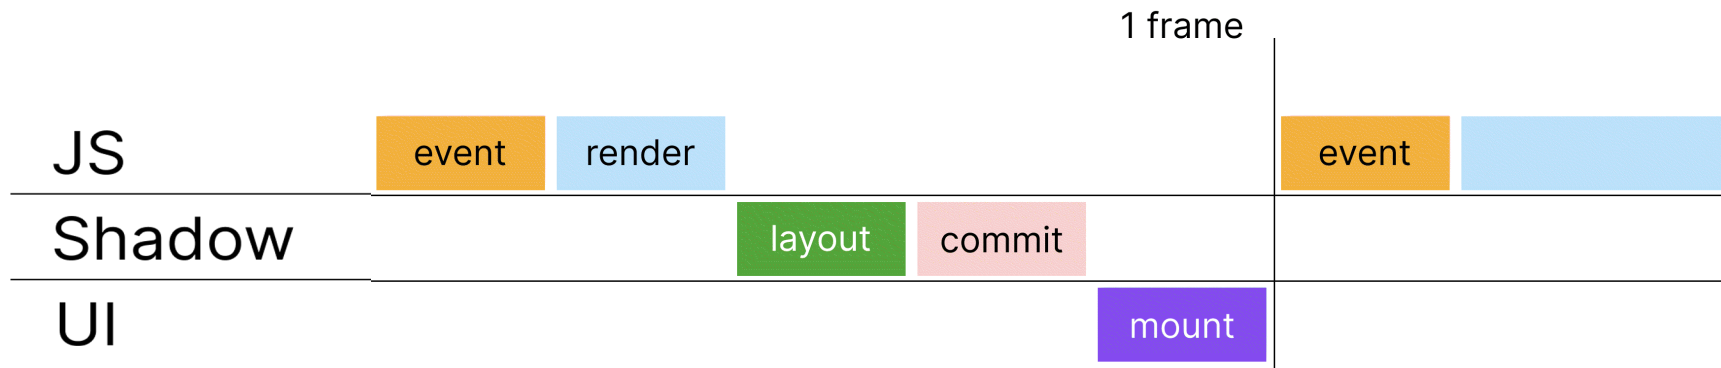 1 frame
JS event render event
Shadow layout commit
UI mount